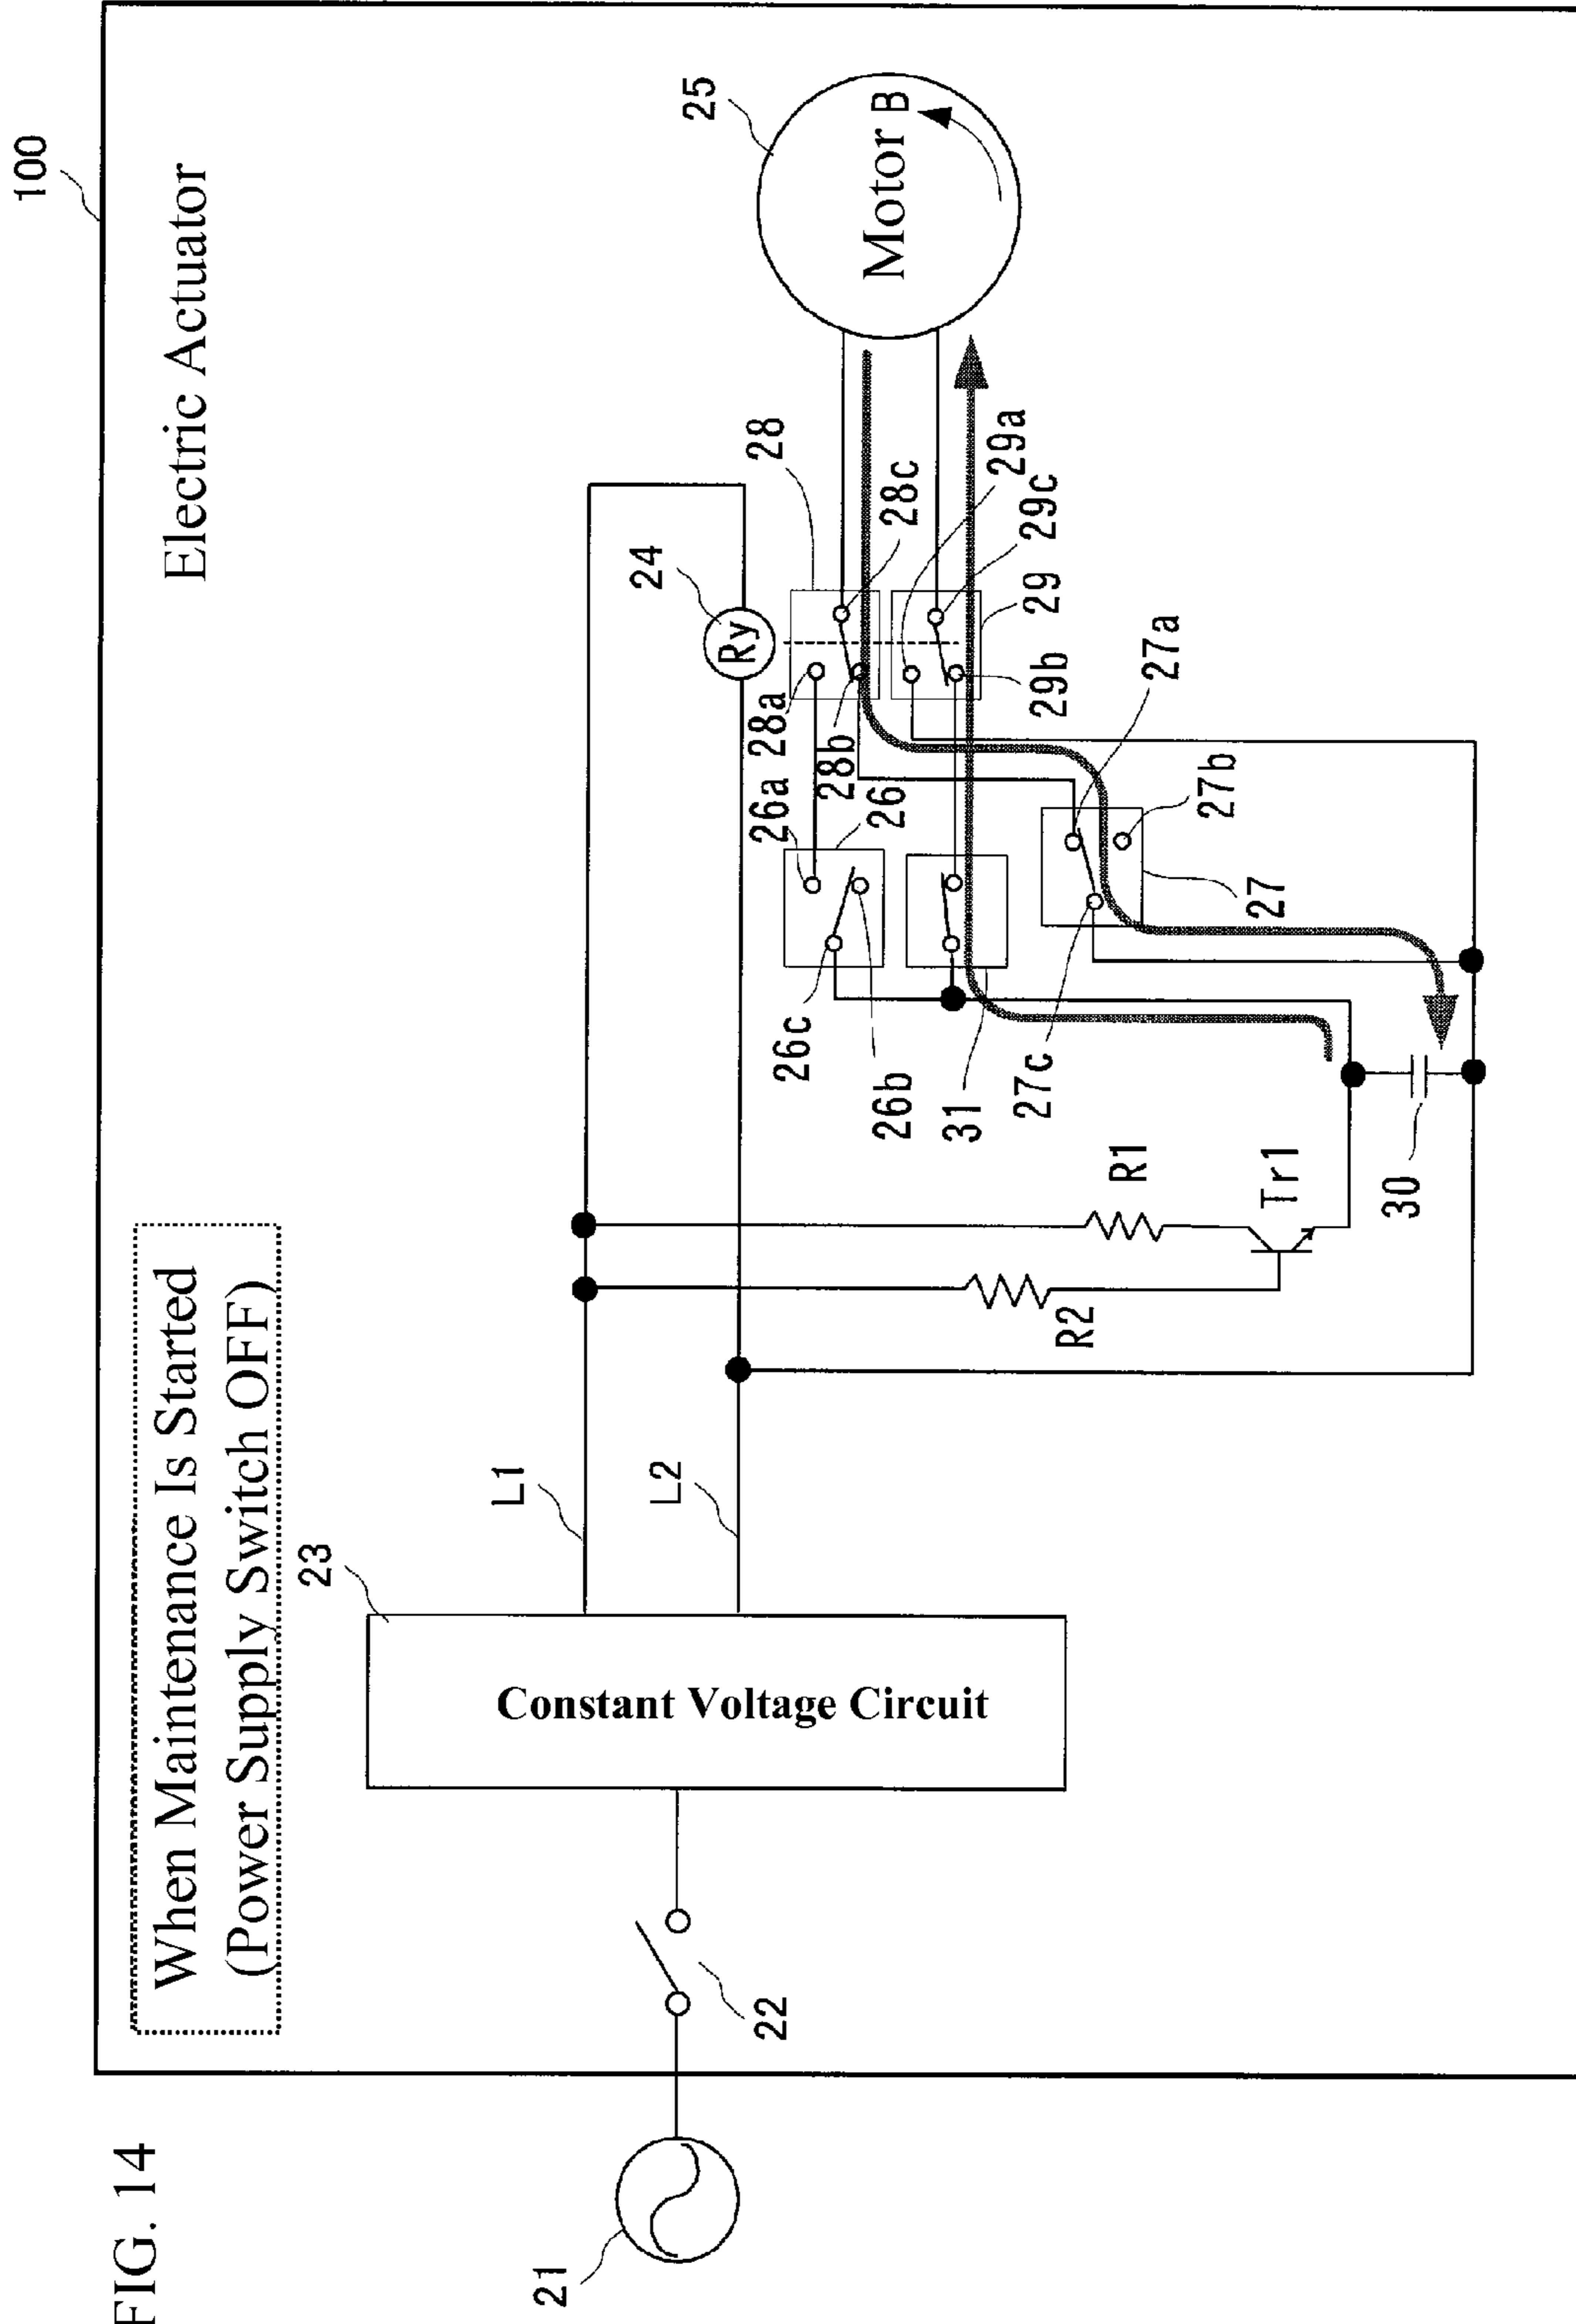 FIG. 14
100
When Maintenance Is Started
(Power Supply Switch OFF)
Electric Actuator
21
22
23
Constant Voltage Circuit
L1
L2
R2
R1
Tr1
30
24
Ry
28
28a
28b
28c
26a
26
26c
26b
31
29a
29c
29
29b
27a
27b
27
27c
25
Motor
B